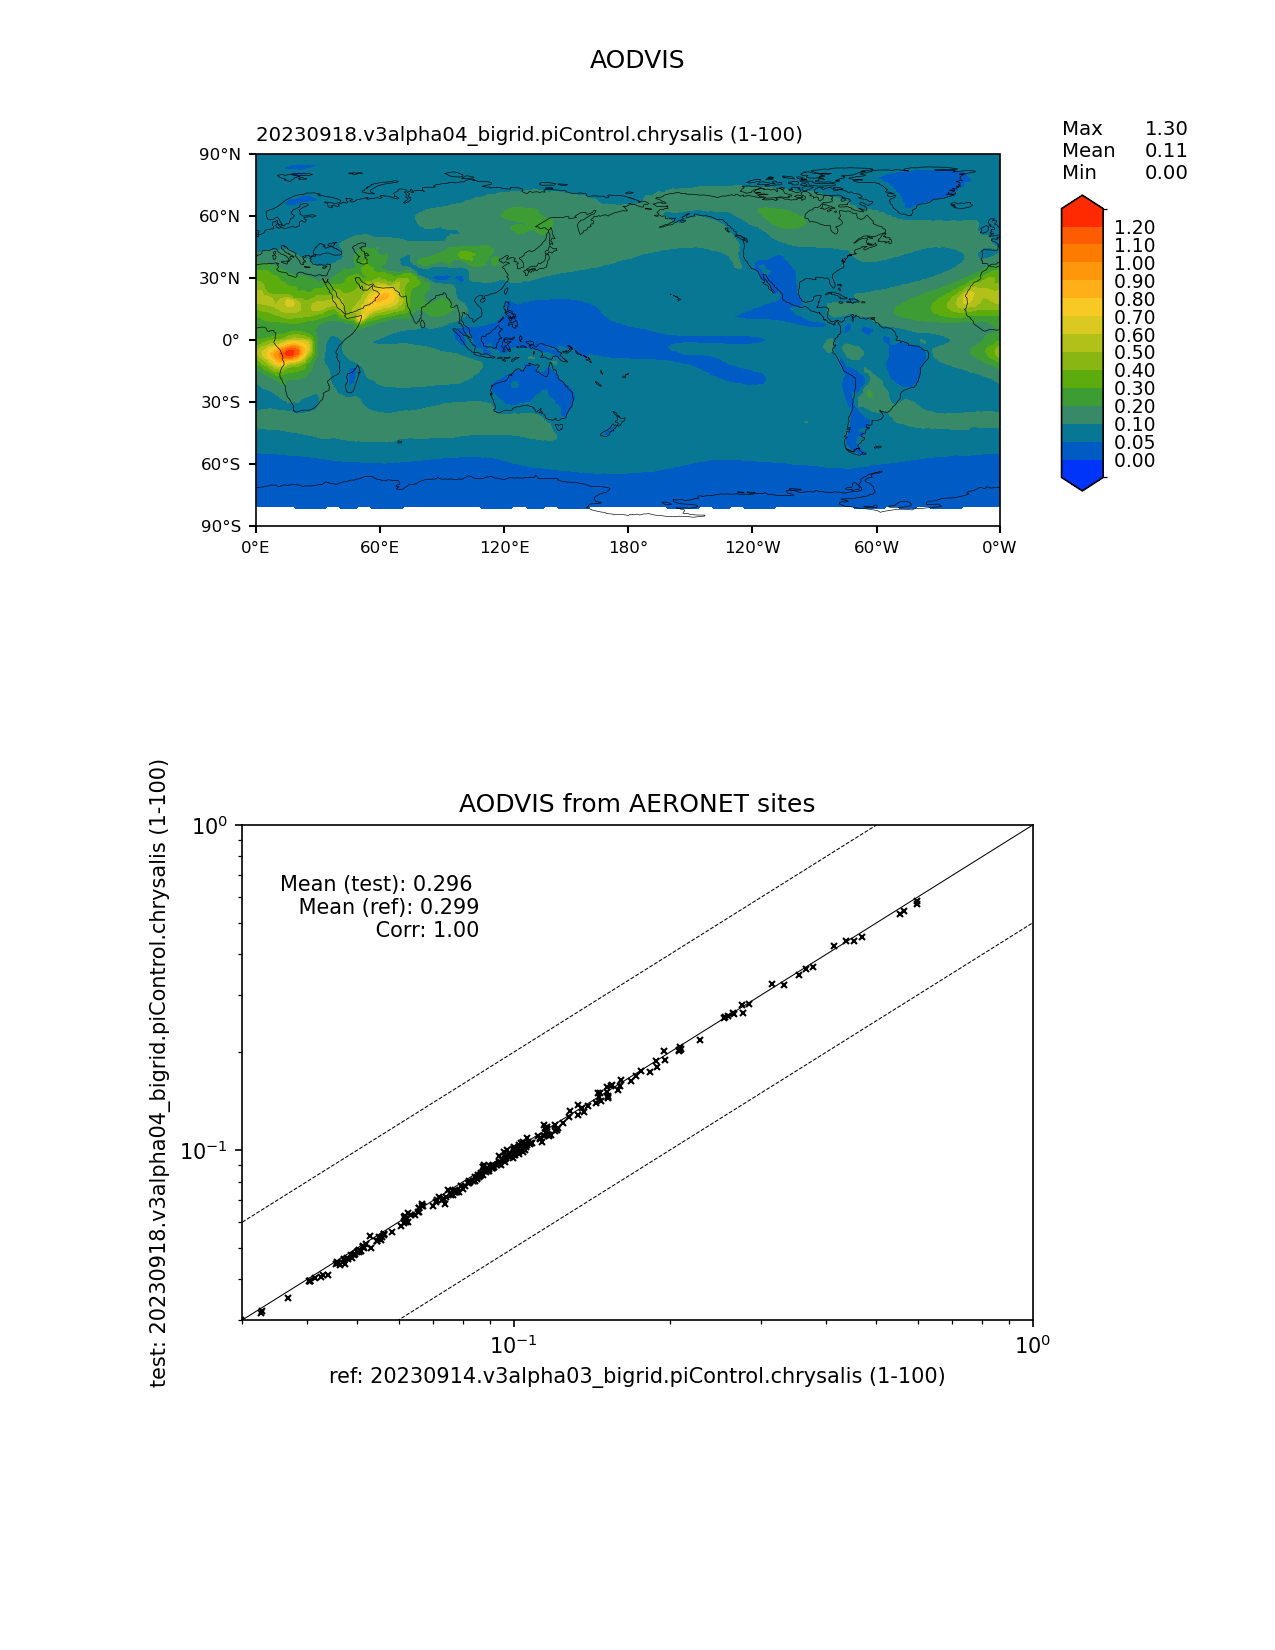 AODVIS
20230918.v3alpha04_bigrid.piControl.chrysalis (1-100)
Max 1.30
Mean 0.11
Min 0.00
90°N
60°N
30°N
0°
30°S
60°S
90°S
0°E 60°E 120°E 180° 120°W 60°W 0°W
1.20
1.10
1.00
0.90
0.80
0.70
0.60
0.50
0.40
0.30
0.20
0.10
0.05
0.00
AODVIS from AERONET sites
test: 20230918.v3alpha04_bigrid.piControl.chrysalis (1-100)
10⁰
10⁻¹
Mean (test): 0.296
Mean (ref): 0.299
Corr: 1.00
10⁻¹ 10⁰
ref: 20230914.v3alpha03_bigrid.piControl.chrysalis (1-100)